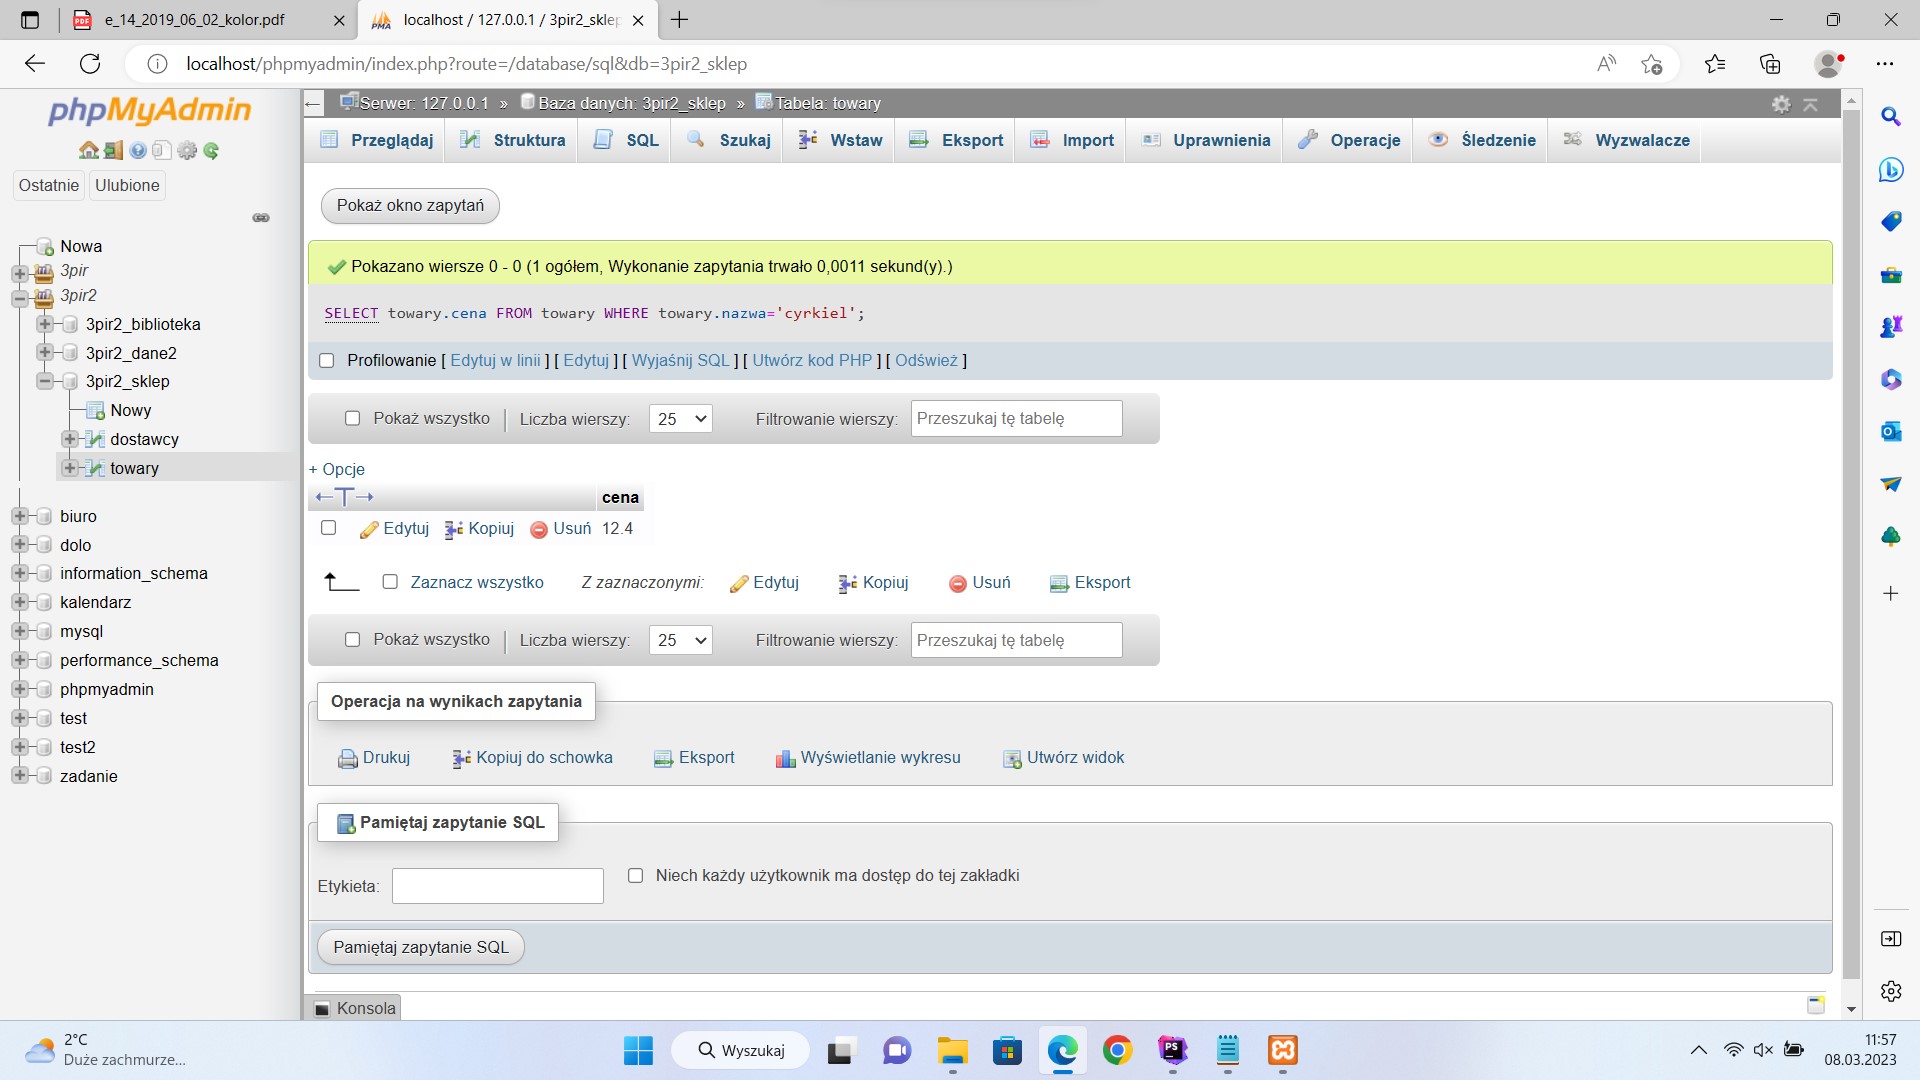 e_14_2019_06_02_kolor.pdf
localhost / 127.0.0.1 / 3pir2_sklep
localhost/phpmyadmin/index.php?route=/database/sql&db=3pir2_sklep
phpMyAdmin
Ostatnie
Ulubione
Nowa
3pir
3pir2
3pir2_biblioteka
3pir2_dane2
3pir2_sklep
Nowy
dostawcy
towary
biuro
dolo
information_schema
kalendarz
mysql
performance_schema
phpmyadmin
test
test2
zadanie
Serwer: 127.0.0.1 » Baza danych: 3pir2_sklep » Tabela: towary
Przeglądaj
Struktura
SQL
Szukaj
Wstaw
Eksport
Import
Uprawnienia
Operacje
Śledzenie
Wyzwalacze
Pokaż okno zapytań
Pokazano wiersze 0 - 0 (1 ogółem, Wykonanie zapytania trwało 0,0011 sekund(y).)
SELECT towary.cena FROM towary WHERE towary.nazwa='cyrkiel';
Profilowanie [ Edytuj w linii ] [ Edytuj ] [ Wyjaśnij SQL ] [ Utwórz kod PHP ] [ Odśwież ]
Pokaż wszystko | Liczba wierszy: 25 Filtrowanie wierszy: Przeszukaj tę tabelę
+ Opcje
←T→ cena
Edytuj Kopiuj Usuń 12.4
Zaznacz wszystko Z zaznaczonymi: Edytuj Kopiuj Usuń Eksport
Pokaż wszystko | Liczba wierszy: 25 Filtrowanie wierszy: Przeszukaj tę tabelę
Operacja na wynikach zapytania
Drukuj Kopiuj do schowka Eksport Wyświetlanie wykresu Utwórz widok
Pamiętaj zapytanie SQL
Etykieta: Niech każdy użytkownik ma dostęp do tej zakładki
Pamiętaj zapytanie SQL
Konsola
2°C
Duże zachmurze...
Wyszukaj
11:57
08.03.2023